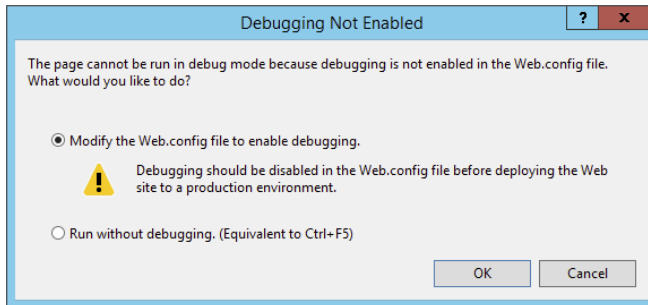 Debugging Not Enabled
? x
The page cannot be run in debug mode because debugging is not enabled in the Web.config file.
What would you like to do?
Modify the Web.config file to enable debugging.
Debugging should be disabled in the Web.config file before deploying the Web
site to a production environment.
Run without debugging. (Equivalent to Ctrl+F5)
OK Cancel